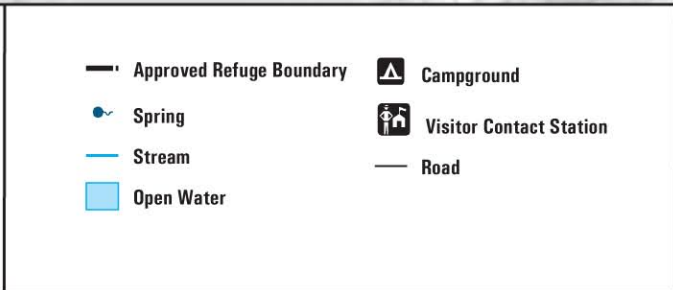 Approved Refuge Boundary
Spring
Stream
Open Water
Campground
Visitor Contact Station
Road